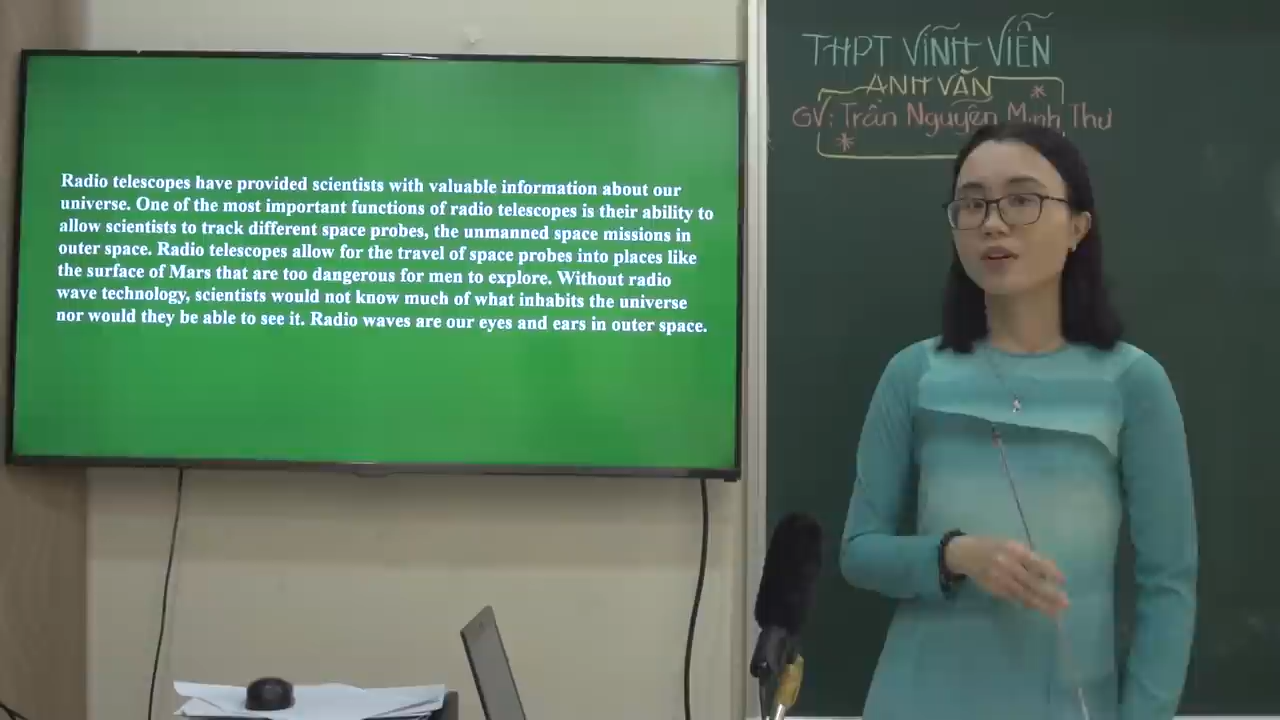 Radio telescopes have provided scientists with valuable information about our
universe. One of the most important functions of radio telescopes is their ability to
allow scientists to track different space probes, the unmanned space missions in
outer space. Radio telescopes allow for the travel of space probes into places like
the surface of Mars that are too dangerous for men to explore. Without radio
wave technology, scientists would not know much of what inhabits the universe
nor would they be able to see it. Radio waves are our eyes and ears in outer space.
THPT VĨNH VIỄN
ANH VĂN
GV: Trần Nguyễn Minh Thư